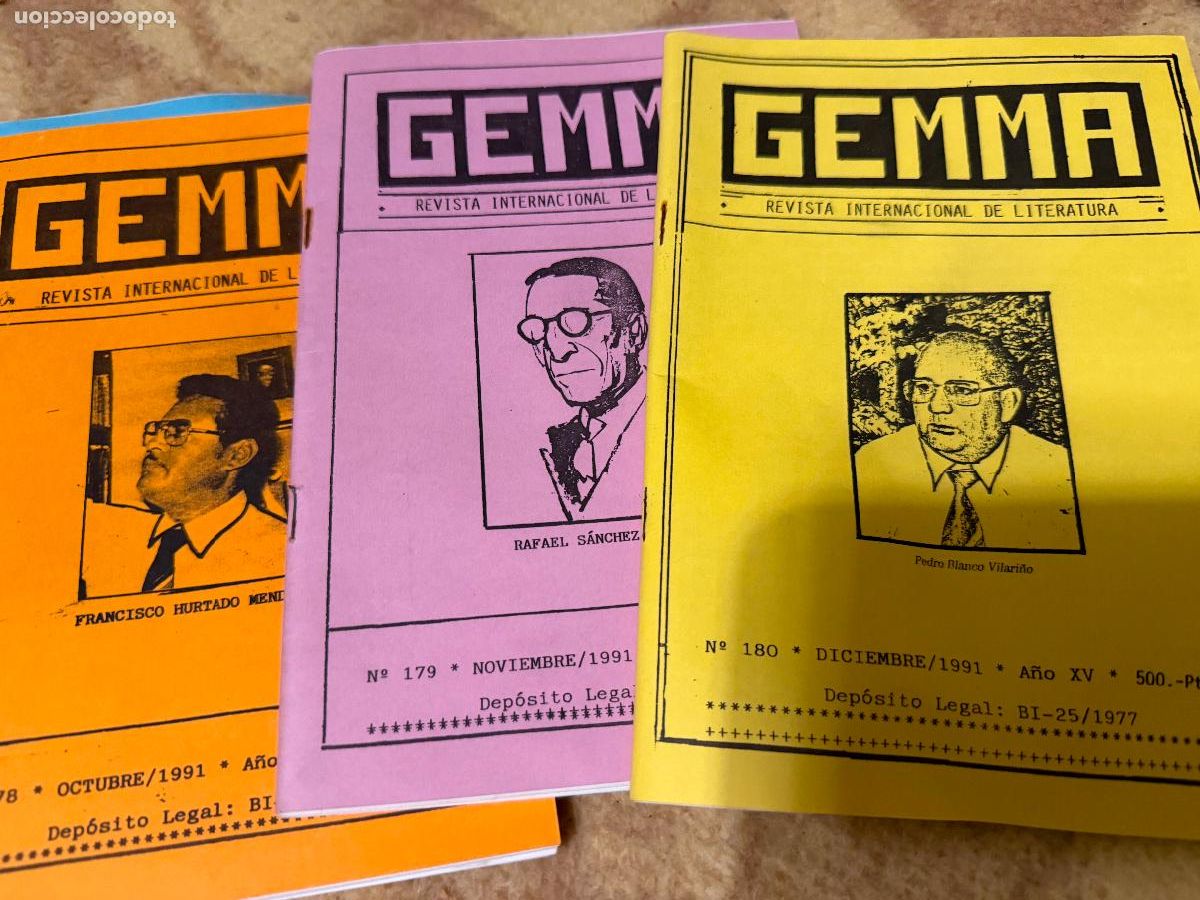 todocoleccion
GEMM
REVISTA INTERNACIONAL DE L
FRANCISCO HURTADO MEND
78 * OCTUBRE/1991 * Año
Depósito Legal: BI-
*****************************
GEMM
REVISTA INTERNACIONAL DE L
RAFAEL SÁNCHEZ
Nº 179 * NOVIEMBRE/1991
Depósito Legal
*****************************
GEMMA
REVISTA INTERNACIONAL DE LITERATURA
Pedro Blanco Vilariño
Nº 180 * DICIEMBRE/1991 * Año XV * 500.-Pt
Depósito Legal: BI-25/1977
**************************************************
++++++++++++++++++++++++++++++++++++++++++++++++++